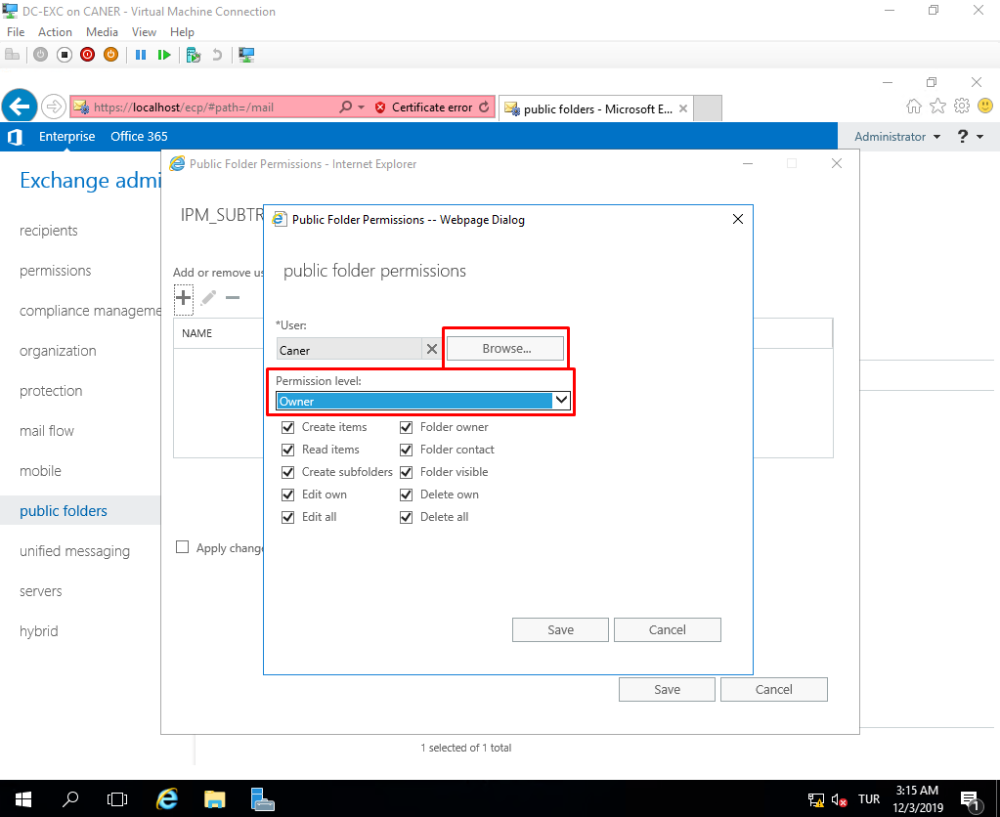 DC-EXC on CANER - Virtual Machine Connection
File Action Media View Help
https://localhost/ecp/#path=/mail
Certificate error
public folders - Microsoft E...
Enterprise Office 365
Administrator ?
Public Folder Permissions - Internet Explorer
Exchange admi
IPM_SUBTR
Public Folder Permissions -- Webpage Dialog
recipients
permissions
compliance manageme
organization
protection
mail flow
mobile
public folders
unified messaging
servers
hybrid
Add or remove us
NAME
Apply change
public folder permissions
*User:
Caner
Browse...
Permission level:
Owner
Create items Folder owner
Read items Folder contact
Create subfolders Folder visible
Edit own Delete own
Edit all Delete all
Save Cancel
Save Cancel
1 selected of 1 total
TUR
3:15 AM
12/3/2019
1